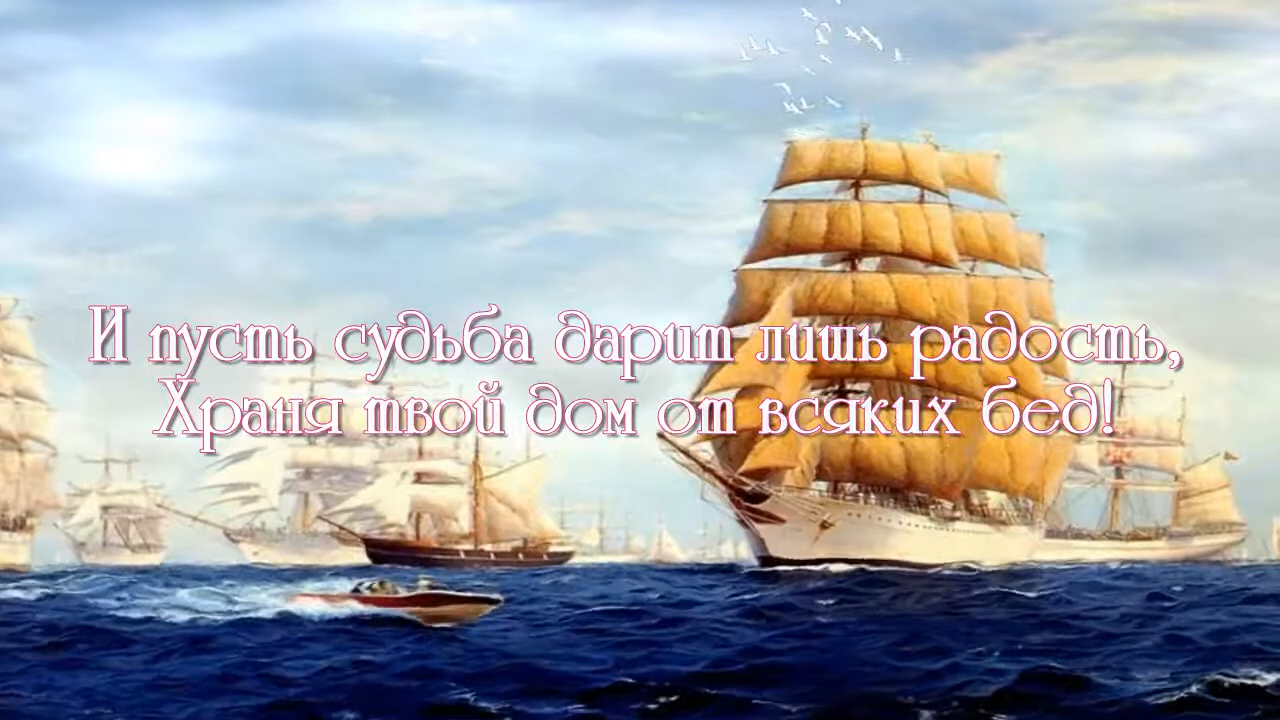 И пусть судьба дарит лишь радость,
Храня твой дом от всяких бед!